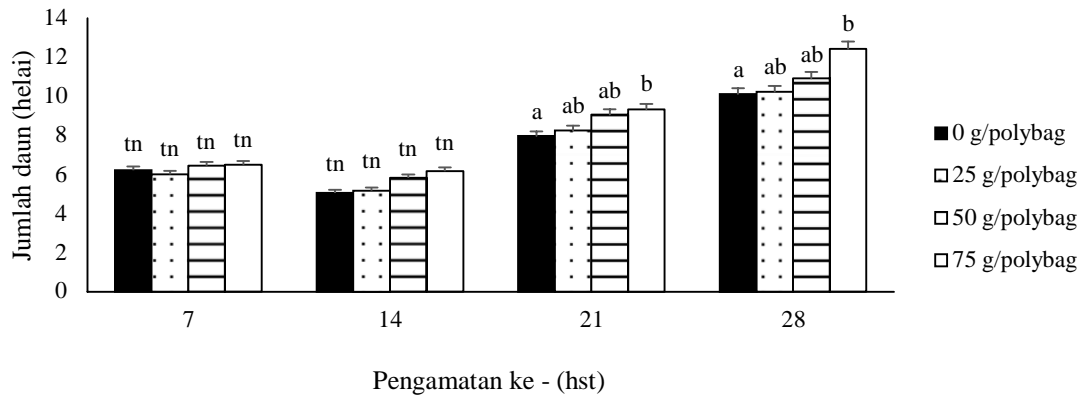 Jumlah daun (helai)
14
12
10
8
6
4
2
0
tn tn tn tn
tn tn tn tn
a ab ab b
a ab ab b
7 14 21 28
Pengamatan ke - (hst)
0 g/polybag
25 g/polybag
50 g/polybag
75 g/polybag